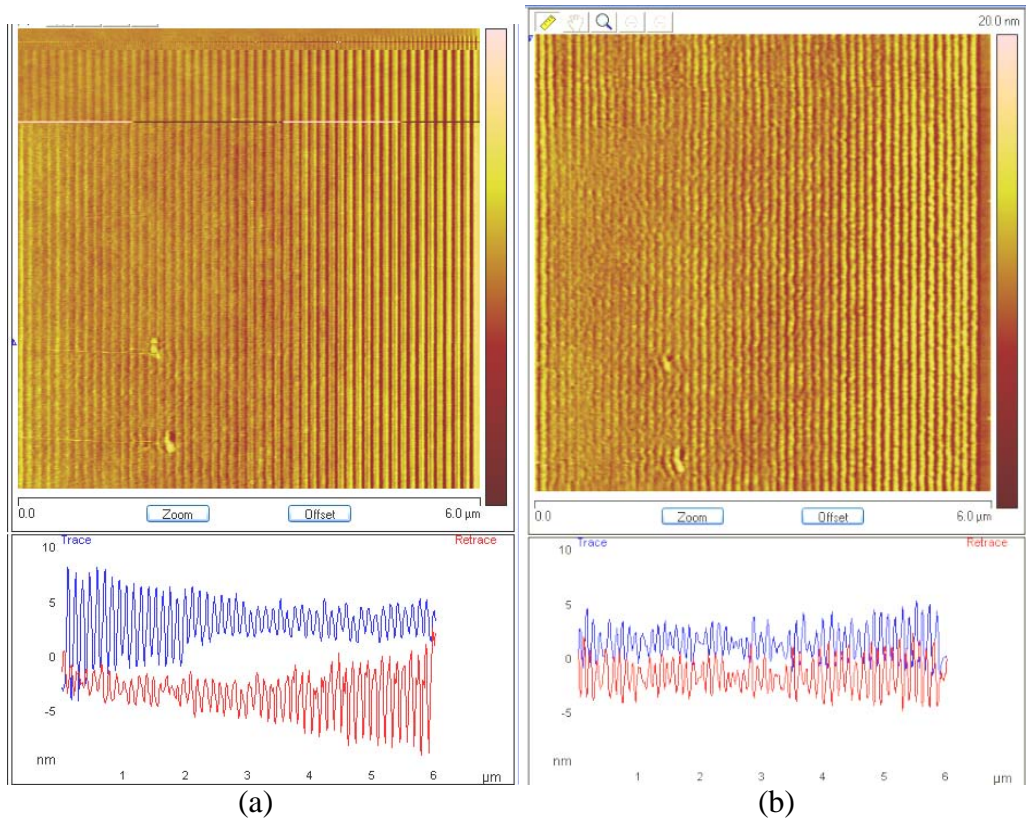 20.0 nm
0.0 Zoom Offset 6.0 µm
0.0 Zoom Offset 6.0 µm
Trace Retrace
10
5
0
-5
nm
1 2 3 4 5 6 µm
Trace Retrace
10
5
0
-5
nm
1 2 3 4 5 6 µm
(a) (b)